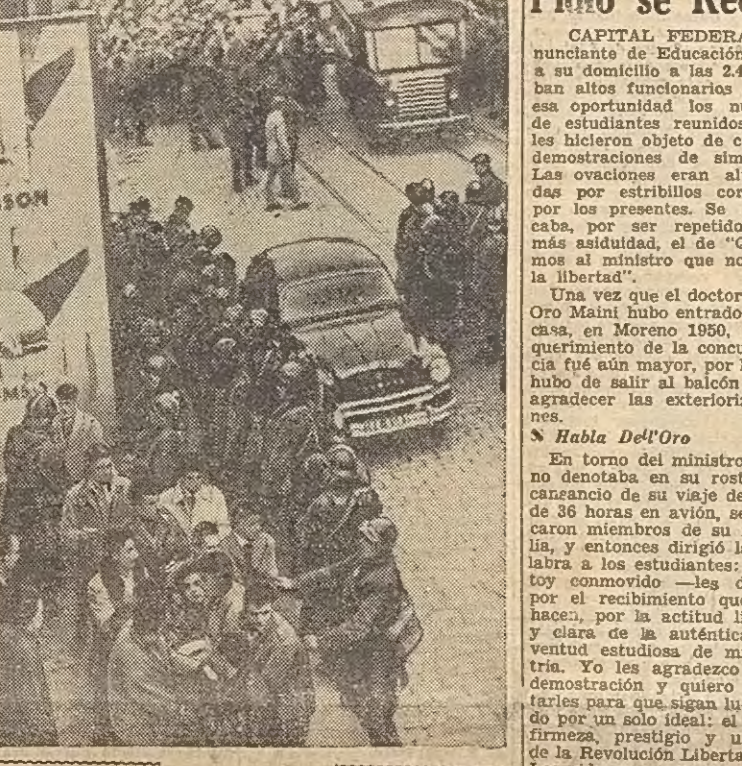 SON
MS
se
CAPITAL FEDERA
nunciante de Educación
a su domicilio a las 2.4
ban altos funcionarios
esa oportunidad los nu
de estudiantes reunidos
les hicieron objeto de c
demostraciones de sim
Las ovaciones eran al
das por estribillos cor
por los presentes. Se
caba, por ser repetido
más asiduidad, el de "Q
mos al ministro que no
la libertad".
Una vez que el doctor
Oro Maini hubo entrado
casa, en Moreno 1950,
querimiento de la concu
cia fué aún mayor, por l
hubo de salir al balcón
agradecer las exterioriz
nes.
Habla Dell'Oro
En torno del ministro
no denotaba en su rost
cansancio de su viaje de
de 36 horas en avión, se
caron miembros de su
lia, y entonces dirigió la
labra a los estudiantes:
toy conmovido —les d
por el recibimiento que
hacen, por la actitud li
y clara de la auténtica
ventud estudiosa de mi
tria. Yo les agradezco
demostración y quiero
tarles para que sigan lu
do por un solo ideal: el
firmeza, prestigio y u
de la Revolución Liberta